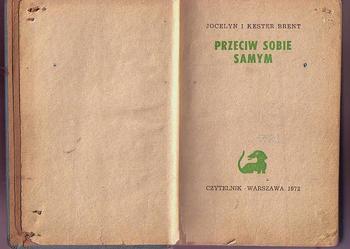 JOCELYN I KESTER BRENT
PRZECIW SOBIE
SAMYM
CZYTELNIK · WARSZAWA 1972